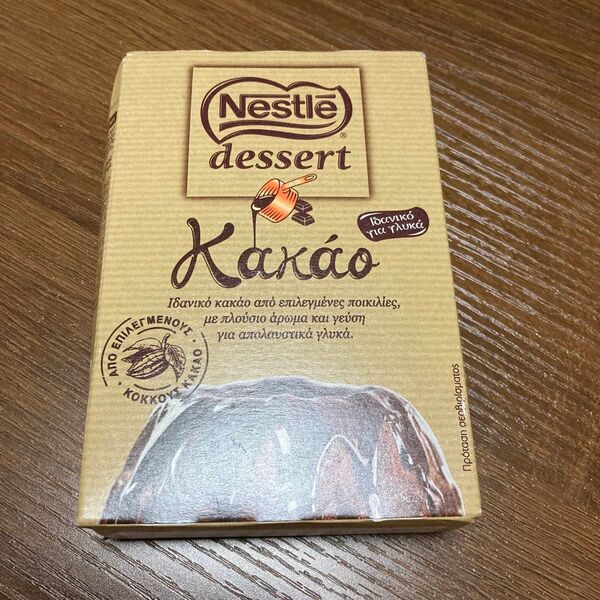 Nestlé
dessert
Ιδανικό
για γλυκά
Κακάο
Ιδανικό κακάο από επιλεγμένες ποικιλίες,
με πλούσιο άρωμα και γεύση
για απολαυστικά γλυκά.
ΑΠΟ ΕΠΙΛΕΓΜΕΝΟΥΣ
ΚΟΚΚΟΥΣ ΚΑΚΑΟ
Πρόταση σερβιρίσματος